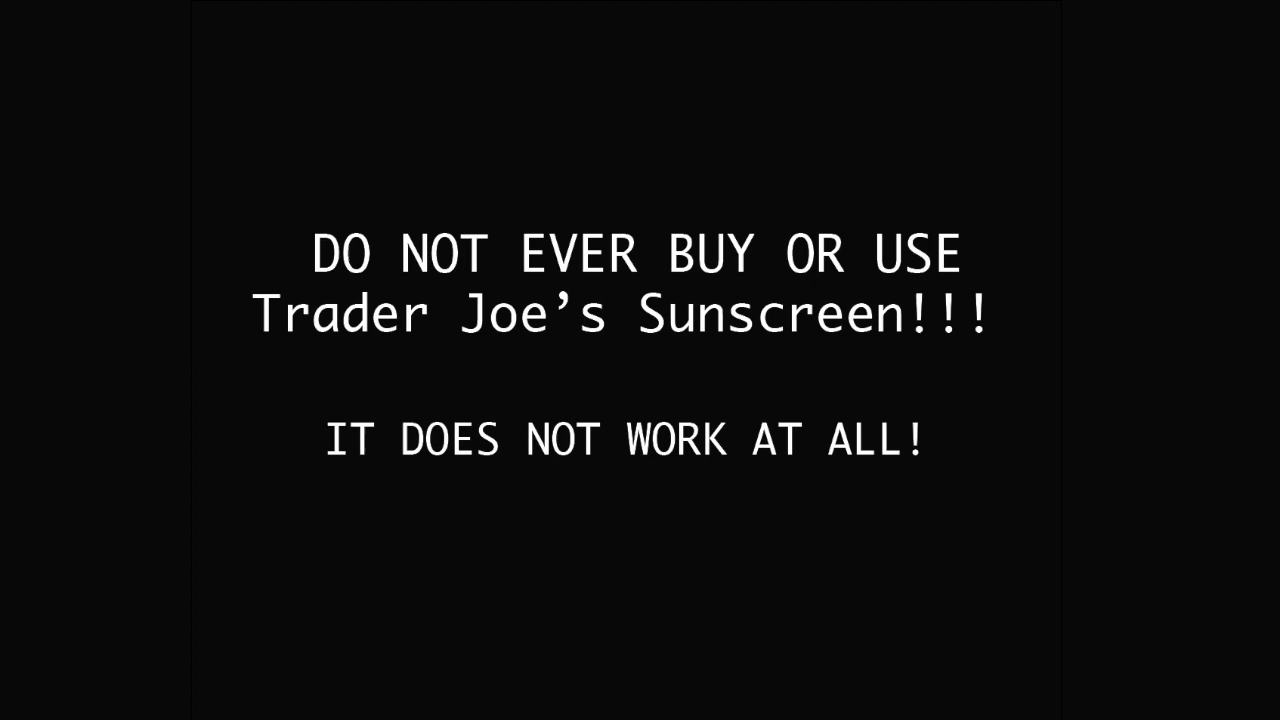 DO NOT EVER BUY OR USE
Trader Joe’s Sunscreen!!!
IT DOES NOT WORK AT ALL!